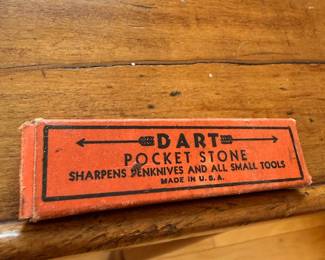 DART
POCKET STONE
SHARPENS PENKNIVES AND ALL SMALL TOOLS
MADE IN U.S.A.